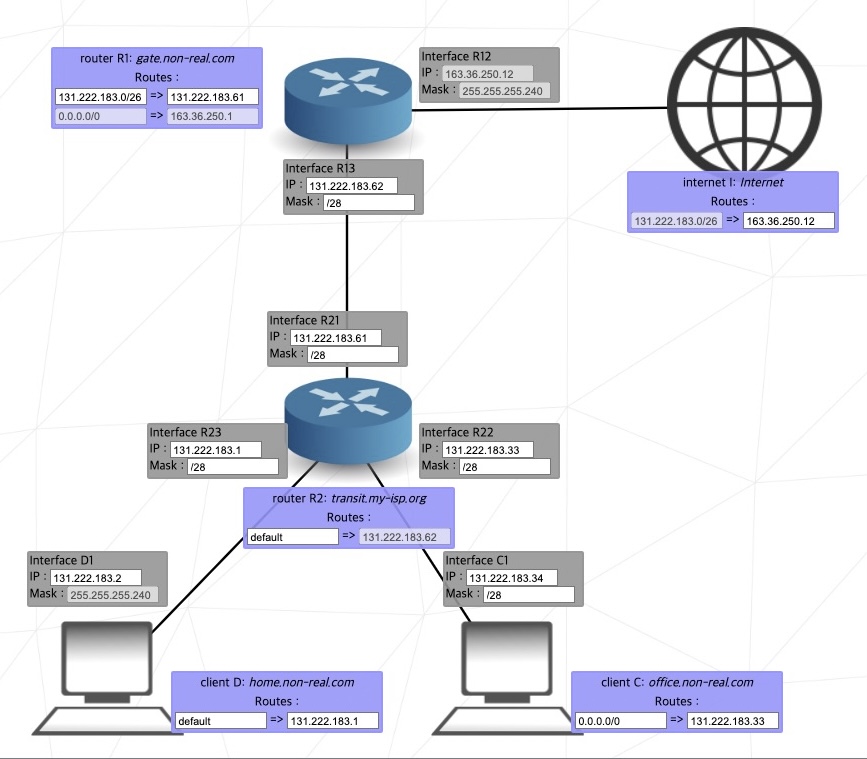 router R1: gate.non-real.com
Routes :
131.222.183.0/26 => 131.222.183.61
0.0.0.0/0 => 163.36.250.1
Interface R12
IP : 163.36.250.12
Mask : 255.255.255.240
Interface R13
IP : 131.222.183.62
Mask : /28
internet I: Internet
Routes :
131.222.183.0/26 => 163.36.250.12
Interface R21
IP : 131.222.183.61
Mask : /28
Interface R23
IP : 131.222.183.1
Mask : /28
Interface R22
IP : 131.222.183.33
Mask : /28
router R2: transit.my-isp.org
Routes :
default => 131.222.183.62
Interface D1
IP : 131.222.183.2
Mask : 255.255.255.240
Interface C1
IP : 131.222.183.34
Mask : /28
client D: home.non-real.com
Routes :
default => 131.222.183.1
client C: office.non-real.com
Routes :
0.0.0.0/0 => 131.222.183.33